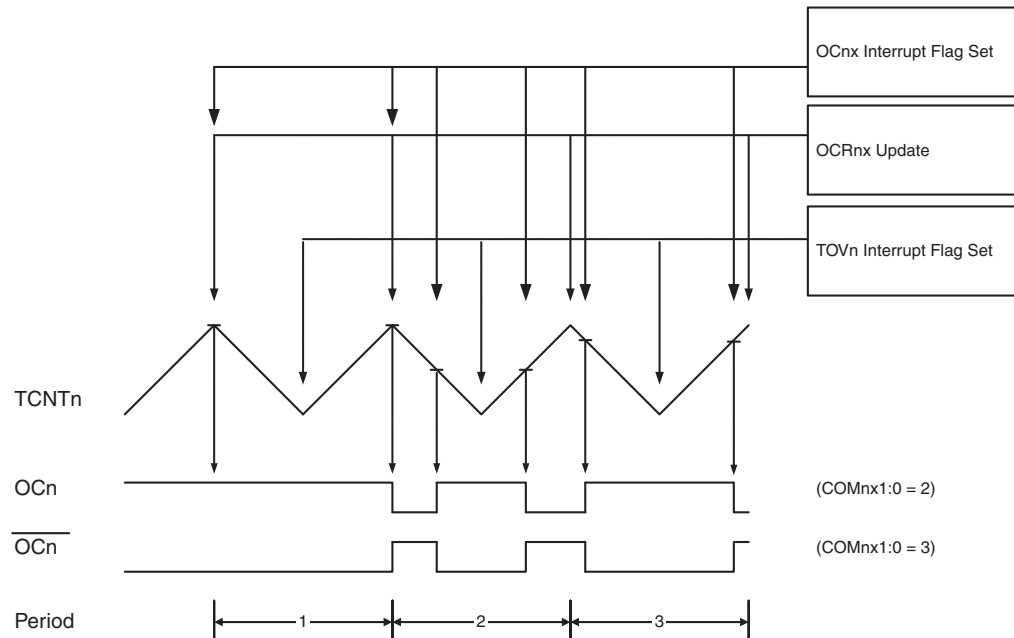 OCnx Interrupt Flag Set
OCRnx Update
TOVn Interrupt Flag Set
TCNTn
OCn (COMnx1:0 = 2)
OCn (COMnx1:0 = 3)
Period 1 2 3